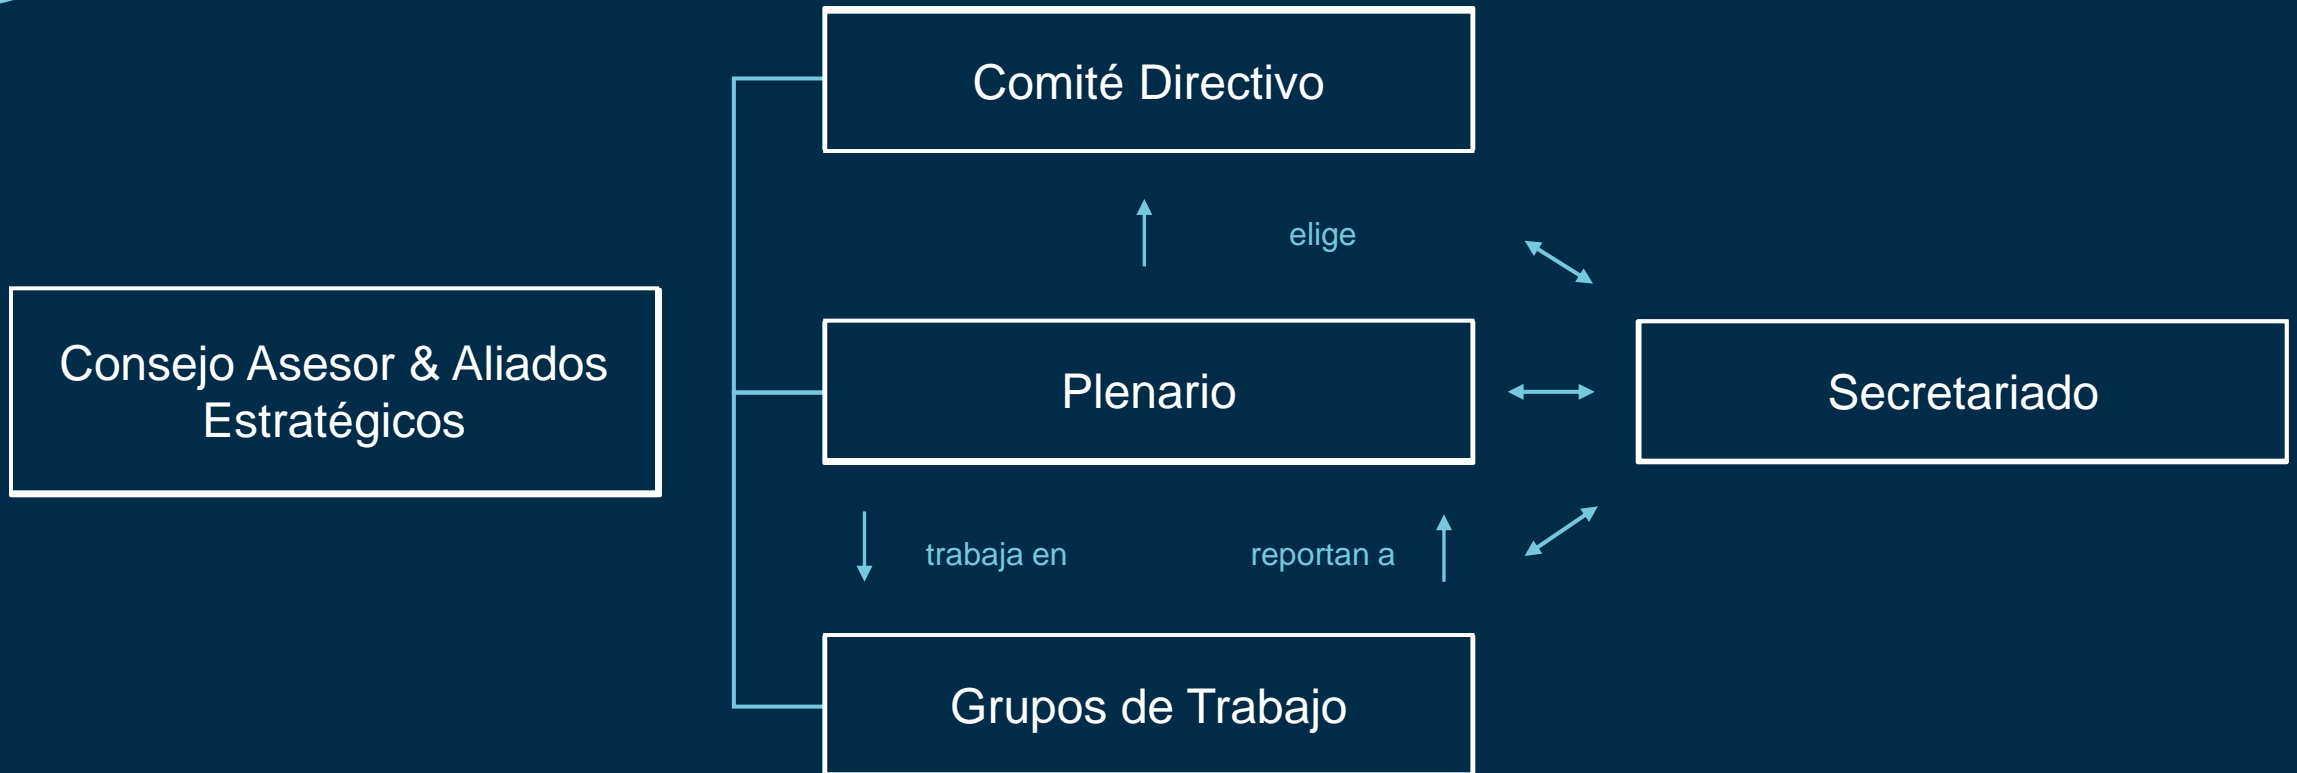 Comité Directivo
elige
Consejo Asesor & Aliados
Estratégicos
Plenario
Secretariado
trabaja en
reportan a
Grupos de Trabajo